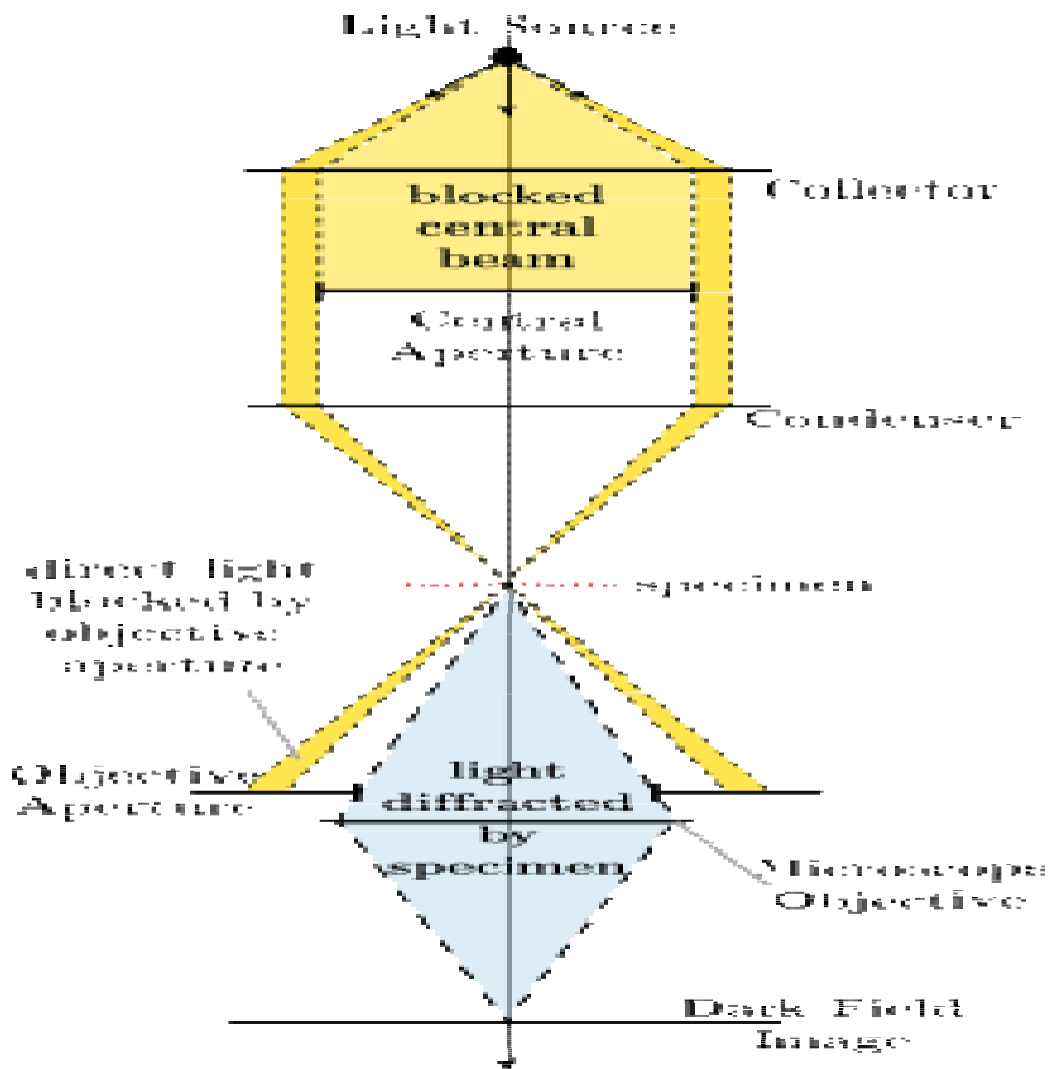 Light Source
blocked
central
beam
Collector
Central
Aperture
Condenser
specimen
direct light
blocked by
objective
aperture
Objective
Aperture
light
diffracted
by
specimen
Microscope
Objective
Dark Field
Image